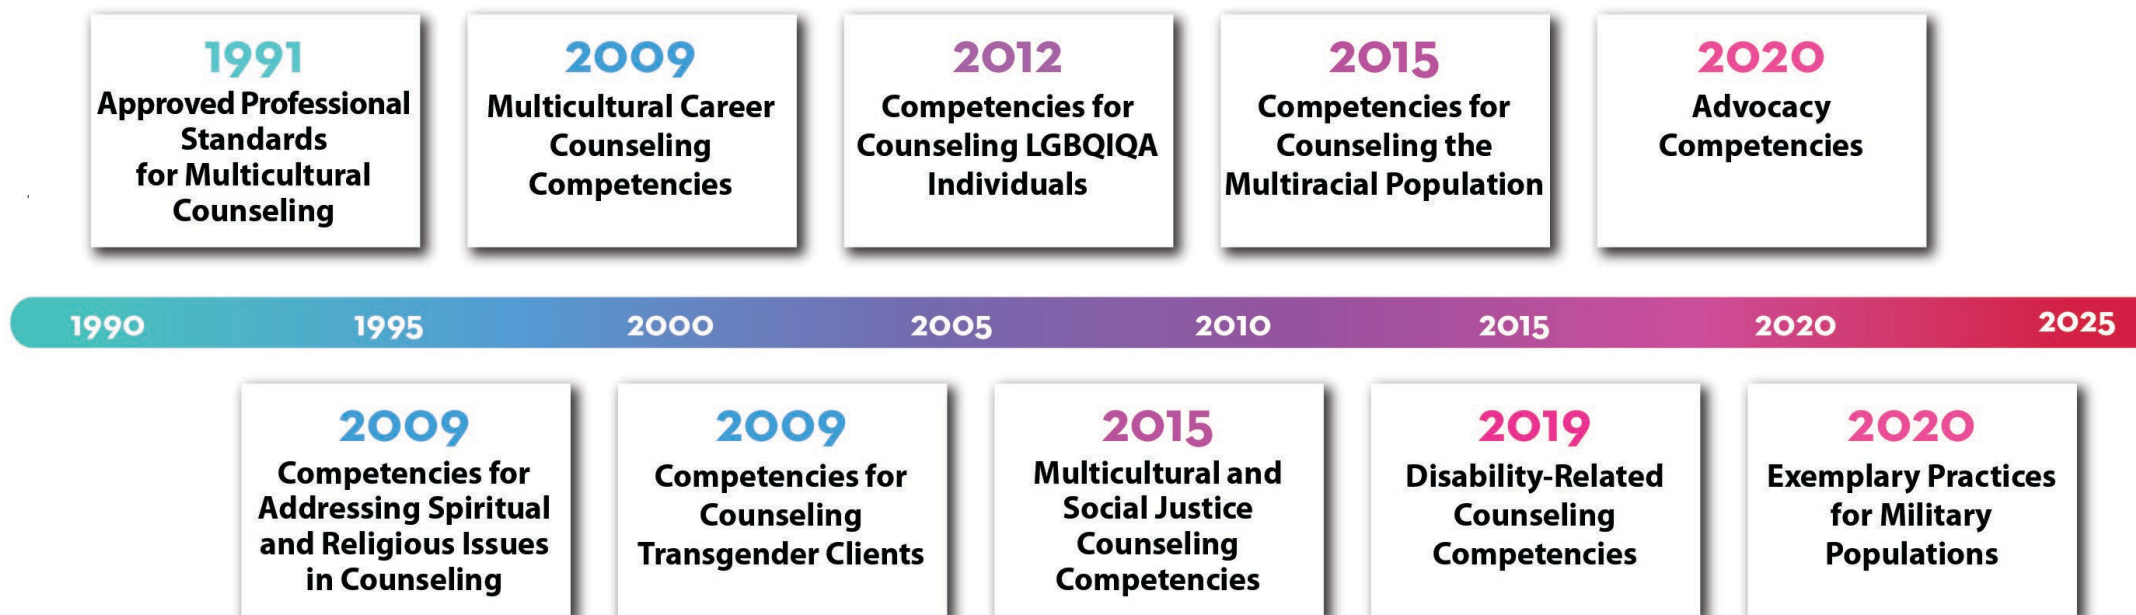 1991
Approved Professional
Standards
for Multicultural
Counseling
2009
Multicultural Career
Counseling
Competencies
2012
Competencies for
Counseling LGBQIQA
Individuals
2015
Competencies for
Counseling the
Multiracial Population
2020
Advocacy
Competencies
1990 1995 2000 2005 2010 2015 2020 2025
2009
Competencies for
Addressing Spiritual
and Religious Issues
in Counseling
2009
Competencies for
Counseling
Transgender Clients
2015
Multicultural and
Social Justice
Counseling
Competencies
2019
Disability-Related
Counseling
Competencies
2020
Exemplary Practices
for Military
Populations